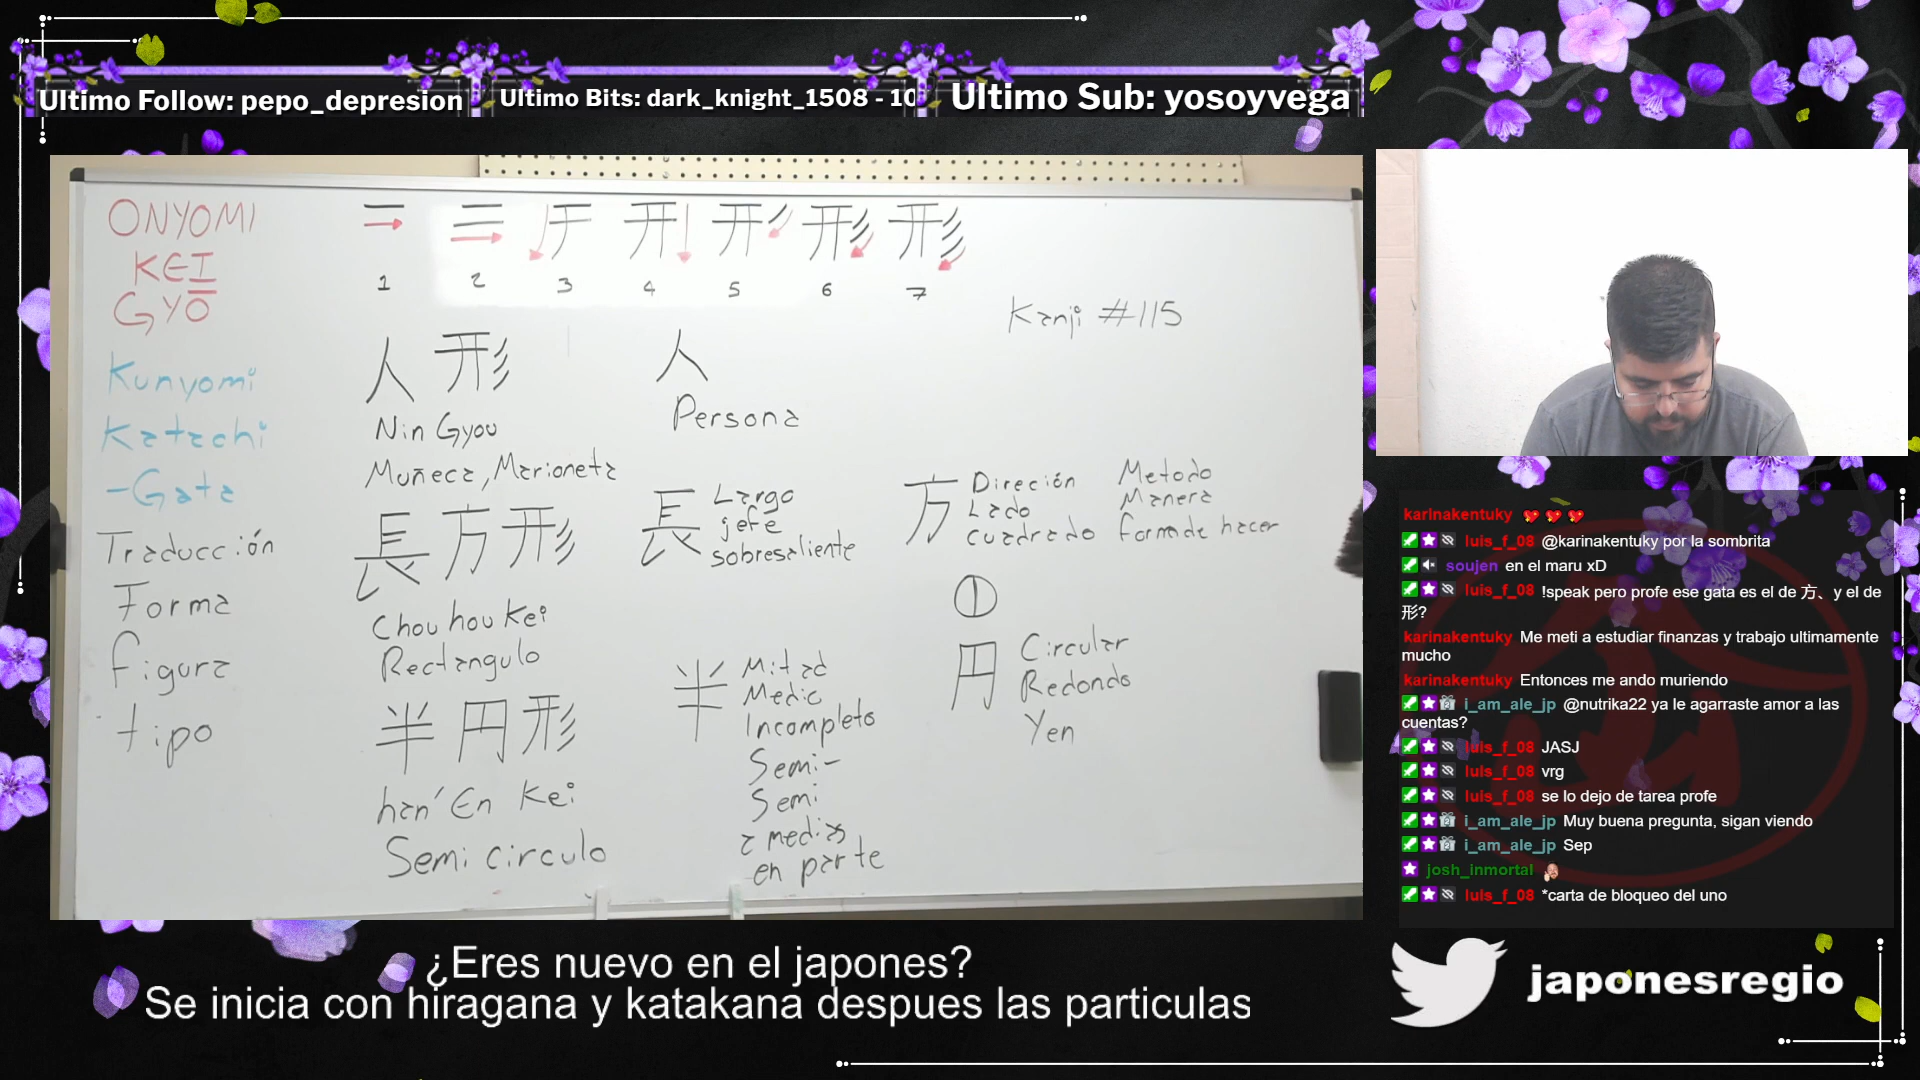 Ultimo Follow: pepo_depresion
Ultimo Bits: dark_knight_1508 - 10
Ultimo Sub: yosoyvega
ONYOMI
KEI
GYŌ
Kunyomi
Katachi
-Gata
Traducción
Forma
figura
tipo
1 2 3 4 5 6 7
Kanji #115
人形
Nin Gyou
Muñeca, Marioneta
人
Persona
長方形
Chou hou Kei
Rectangulo
長
Largo
jefe
sobresaliente
方
Direción
Lado
cuadrado
Metodo
Manera
forma de hacer
半円形
han' En Kei
Semi circulo
半
Mitad
Medio
Incompleto
Semi-
Semi
a medias
en parte
円
Circular
Redondo
Yen
karinakentuky
luis_f_08 @karinakentuky por la sombrita
soujen en el maru xD
luis_f_08 !speak pero profe ese gata es el de 方、y el de
形?
karinakentuky Me meti a estudiar finanzas y trabajo ultimamente
mucho
karinakentuky Entonces me ando muriendo
i_am_ale_jp @nutrika22 ya le agarraste amor a las
cuentas?
luis_f_08 JASJ
luis_f_08 vrg
luis_f_08 se lo dejo de tarea profe
i_am_ale_jp Muy buena pregunta, sigan viendo
i_am_ale_jp Sep
josh_inmortal
luis_f_08 *carta de bloqueo del uno
¿Eres nuevo en el japones?
Se inicia con hiragana y katakana despues las particulas
japonesregio